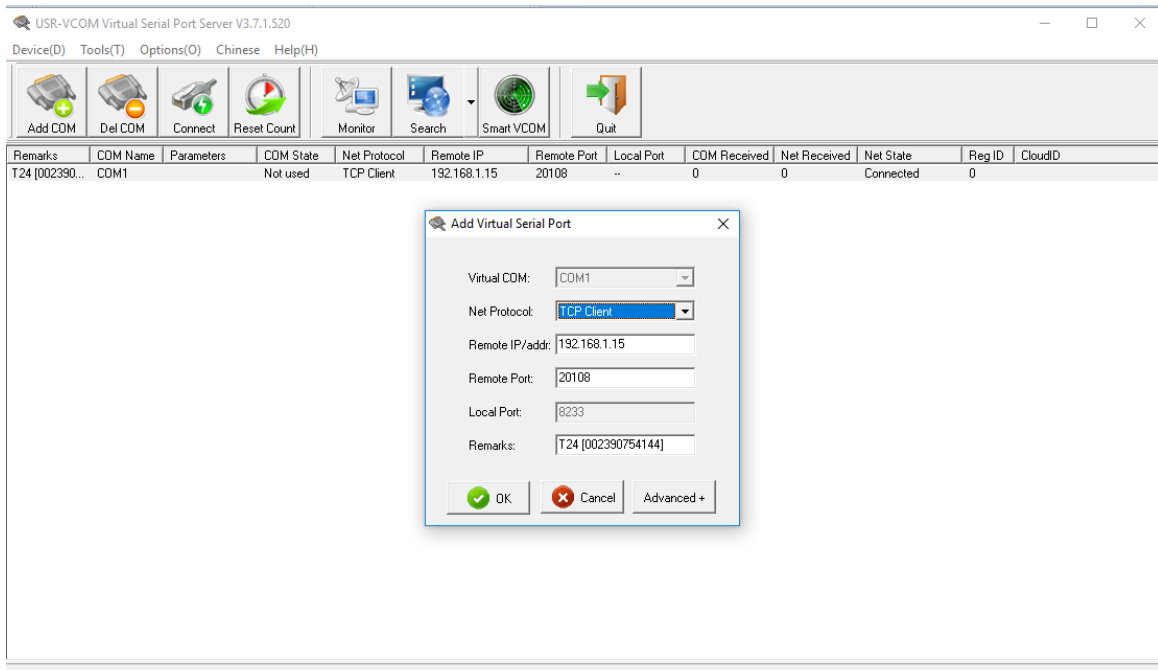 USR-VCOM Virtual Serial Port Server V3.7.1.520
Device(D) Tools(T) Options(O) Chinese Help(H)
Add COM Del COM Connect Reset Count Monitor Search Smart VCOM Quit
Remarks COM Name Parameters COM State Net Protocol Remote IP Remote Port Local Port COM Received Net Received Net State Reg ID CloudID
T24 [002390... COM1 Not used TCP Client 192.168.1.15 20108 -- 0 0 Connected 0
Add Virtual Serial Port
Virtual COM: COM1
Net Protocol: TCP Client
Remote IP/addr: 192.168.1.15
Remote Port: 20108
Local Port: 8233
Remarks: T24 [002390754144]
OK Cancel Advanced +